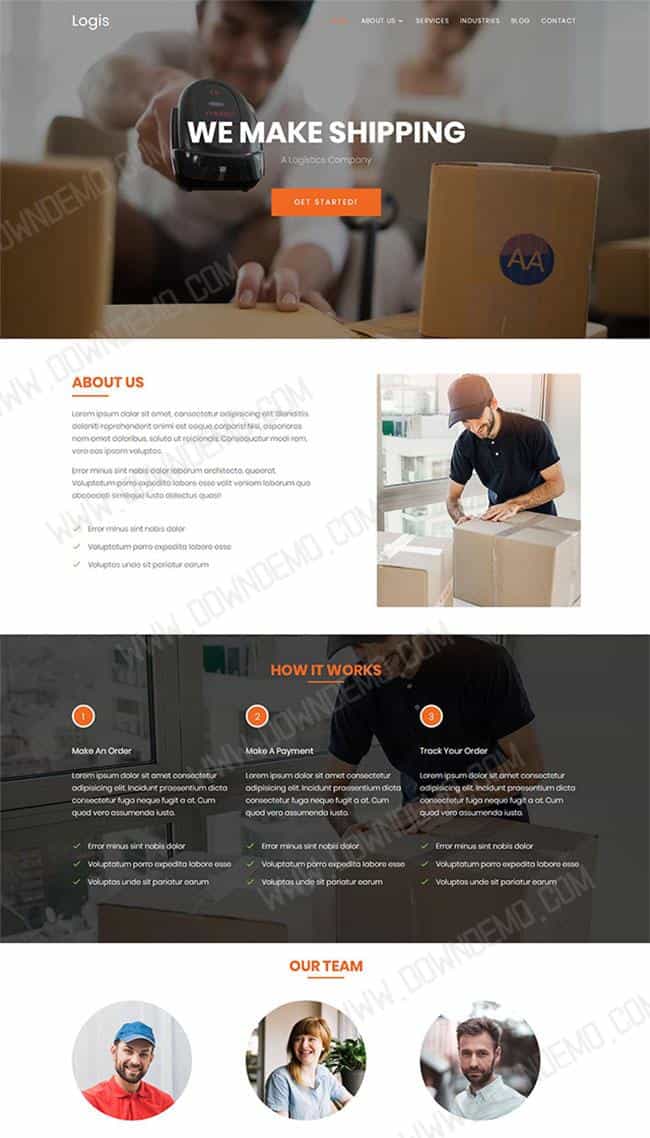 Logis
HOME ABOUT US SERVICES INDUSTRIES BLOG CONTACT
WE MAKE SHIPPING
A Logistics Company
GET STARTED!
AA
ABOUT US
Lorem ipsum dolor sit amet, consectetur adipisicing elit. Blanditiis
deleniti reprehenderit animi est eaque corporis! Nisi, asperiores
nam amet doloribus, soluta ut reiciendis. Consequatur modi rem,
vero eos ipsam voluptas.
Error minus sint nobis dolor laborum architecto, quaerat.
Voluptatum porro expedita labore esse velit veniam laborum quo
obcaecati similique iusto delectus quasi!
Error minus sint nobis dolor
Voluptatum porro expedita labore esse
Voluptas unde sit pariatur earum
HOW IT WORKS
1 2 3
Make An Order Make A Payment Track Your Order
Lorem ipsum dolor sit amet consectetur Lorem ipsum dolor sit amet consectetur Lorem ipsum dolor sit amet consectetur
adipisicing elit. Incidunt praesentium dicta adipisicing elit. Incidunt praesentium dicta adipisicing elit. Incidunt praesentium dicta
consectetur fuga neque fugit a at. Cum consectetur fuga neque fugit a at. Cum consectetur fuga neque fugit a at. Cum
quod vero assumenda iusto. quod vero assumenda iusto. quod vero assumenda iusto.
Error minus sint nobis dolor Error minus sint nobis dolor Error minus sint nobis dolor
Voluptatum porro expedita labore esse Voluptatum porro expedita labore esse Voluptatum porro expedita labore esse
Voluptas unde sit pariatur earum Voluptas unde sit pariatur earum Voluptas unde sit pariatur earum
OUR TEAM
WWW.DOWNDEMO.COM